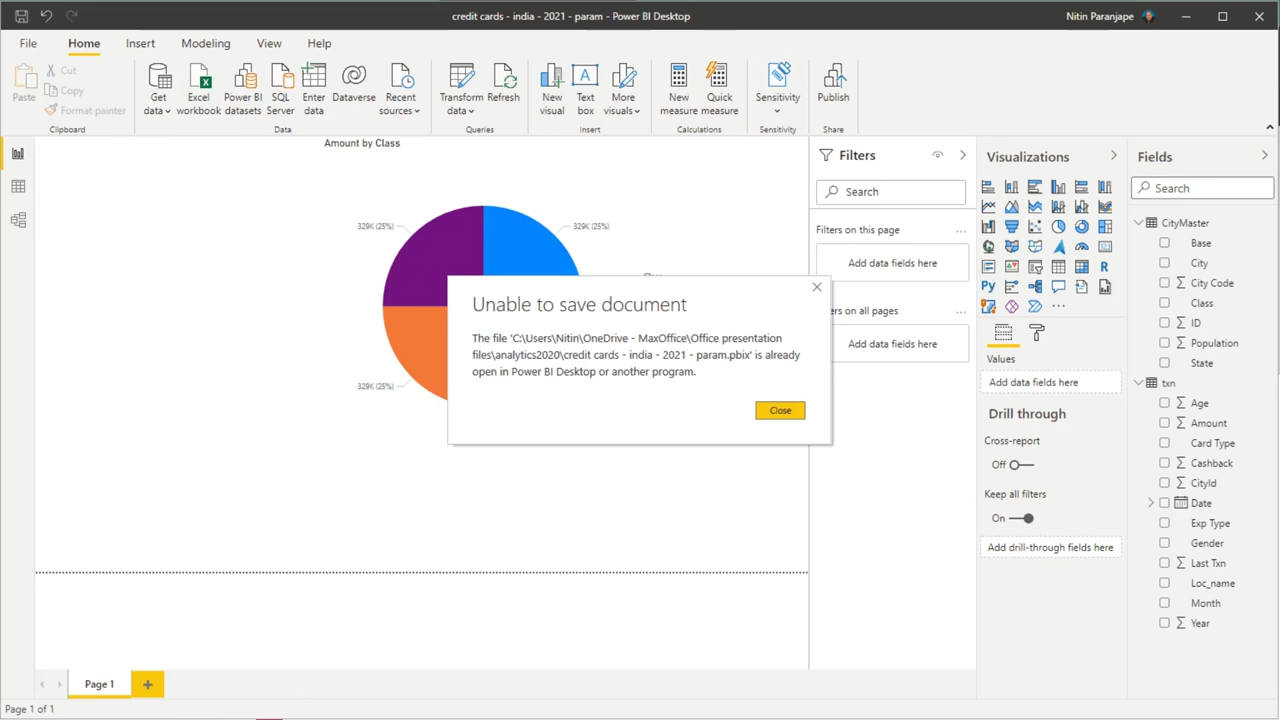 credit cards - india - 2021 - param - Power BI Desktop
Nitin Paranjape
File Home Insert Modeling View Help
Paste
Cut
Copy
Format painter
Clipboard
Get data
Excel workbook
Power BI datasets
SQL Server
Enter data
Dataverse
Recent sources
Data
Transform data
Refresh
Queries
New visual
Text box
More visuals
Insert
New measure
Quick measure
Calculations
Sensitivity
Sensitivity
Publish
Share
Amount by Class
329K (25%)
329K (25%)
329K (25%)
Unable to save document
The file 'C:\Users\Nitin\OneDrive - MaxOffice\Office presentation
files\analytics2020\credit cards - india - 2021 - param.pbix' is already
open in Power BI Desktop or another program.
Close
Filters
Search
Filters on this page
...
Add data fields here
rs on all pages
...
Add data fields here
Visualizations
R
Py
...
Values
Add data fields here
Drill through
Cross-report
Off
Keep all filters
On
Add drill-through fields here
Fields
Search
CityMaster
Base
City
City Code
Class
ID
Population
State
txn
Age
Amount
Card Type
Cashback
CityId
Date
Exp Type
Gender
Last Txn
Loc_name
Month
Year
Page 1
Page 1 of 1